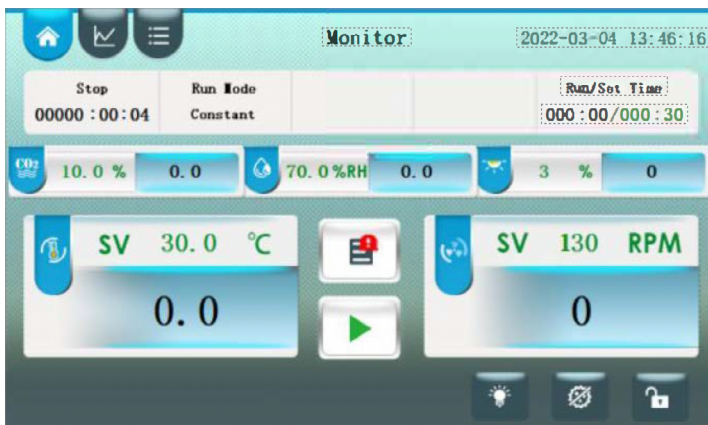 Monitor
2022-03-04 13:46:16
Stop
00000:00:04
Run Mode
Constant
Run/Set Time
000:00/000:30
CO2
10.0 %
0.0
70.0 %RH
0.0
3 %
0
SV 30.0 ℃
0.0
SV 130 RPM
0